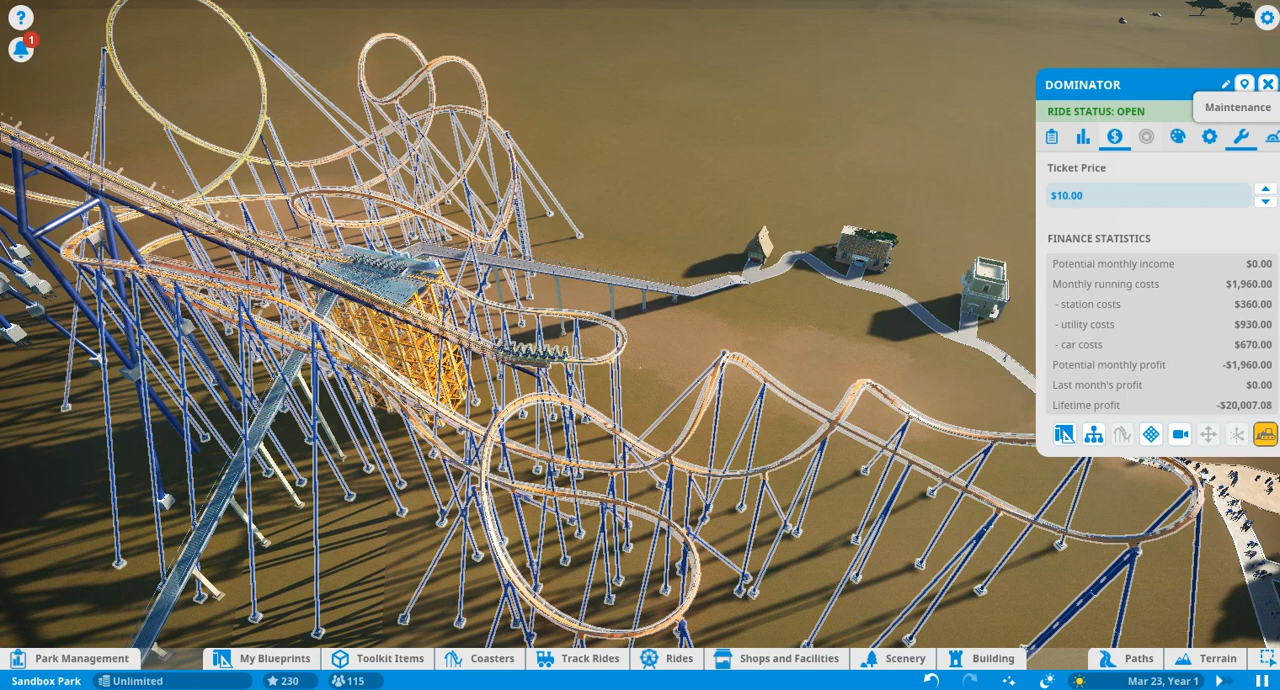 ?
1
DOMINATOR
RIDE STATUS: OPEN
Maintenance
Ticket Price
$10.00
FINANCE STATISTICS
Potential monthly income $0.00
Monthly running costs $1,960.00
- station costs $360.00
- utility costs $930.00
- car costs $670.00
Potential monthly profit -$1,960.00
Last month's profit $0.00
Lifetime profit -$20,007.08
Park Management My Blueprints Toolkit Items Coasters Track Rides Rides Shops and Facilities Scenery Building Paths Terrain
Sandbox Park Unlimited 230 115 Mar 23, Year 1